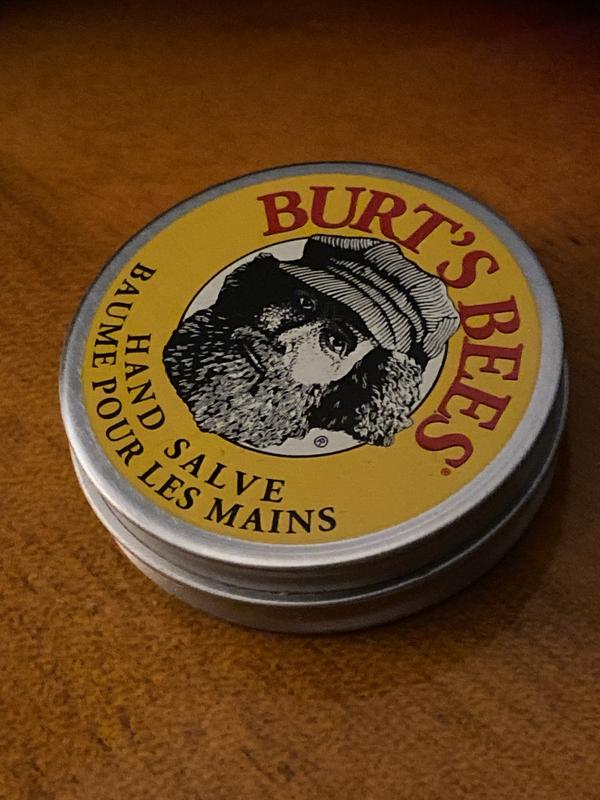 BURT'S BEES®
®
HAND SALVE
BAUME POUR LES MAINS